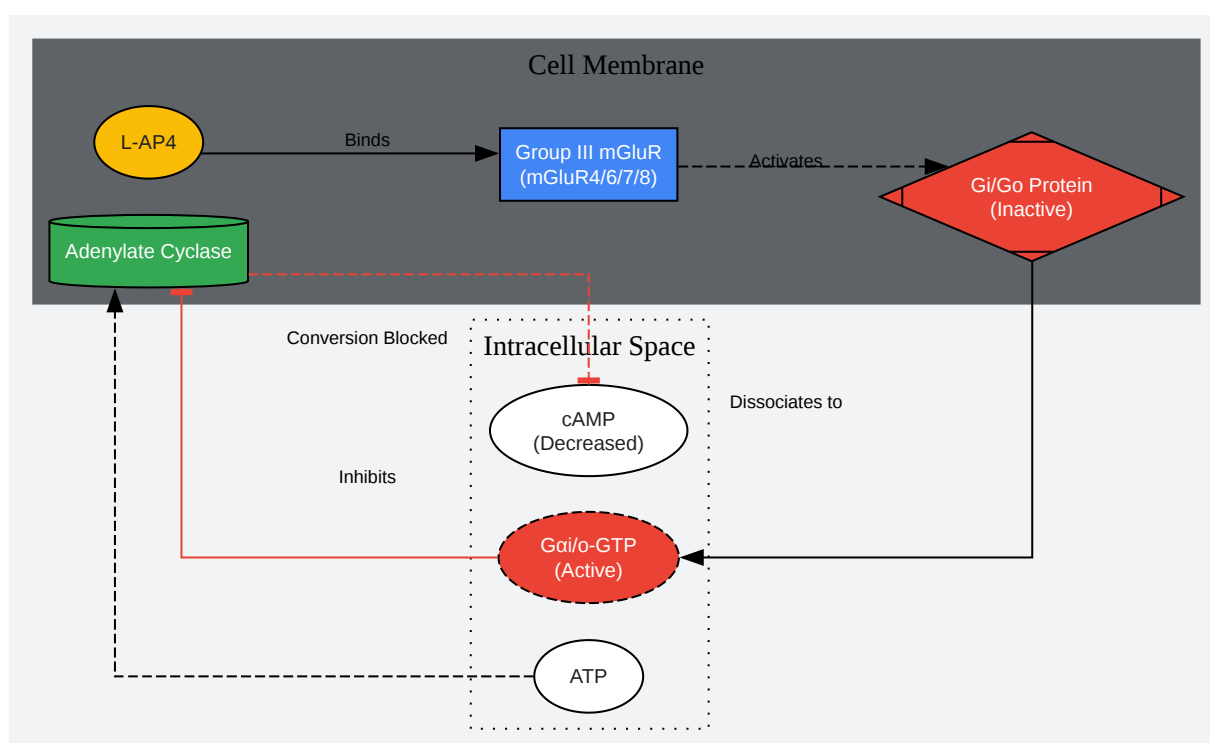 Cell Membrane
L-AP4
Binds
Group III mGluR
(mGluR4/6/7/8)
Activates
Gi/Go Protein
(Inactive)
Adenylate Cyclase
Conversion Blocked
Intracellular Space
cAMP
(Decreased)
Dissociates to
Inhibits
Gαi/o-GTP
(Active)
ATP